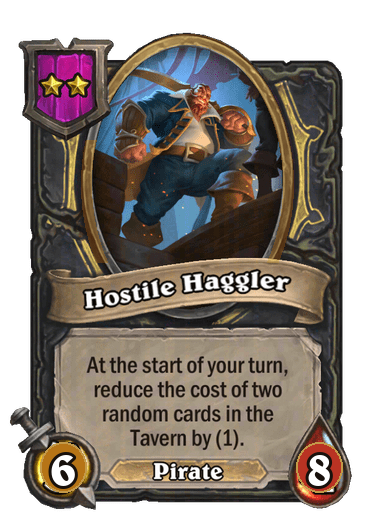 Hostile Haggler
At the start of your turn,
reduce the cost of two
random cards in the
Tavern by (1).
6
Pirate
8